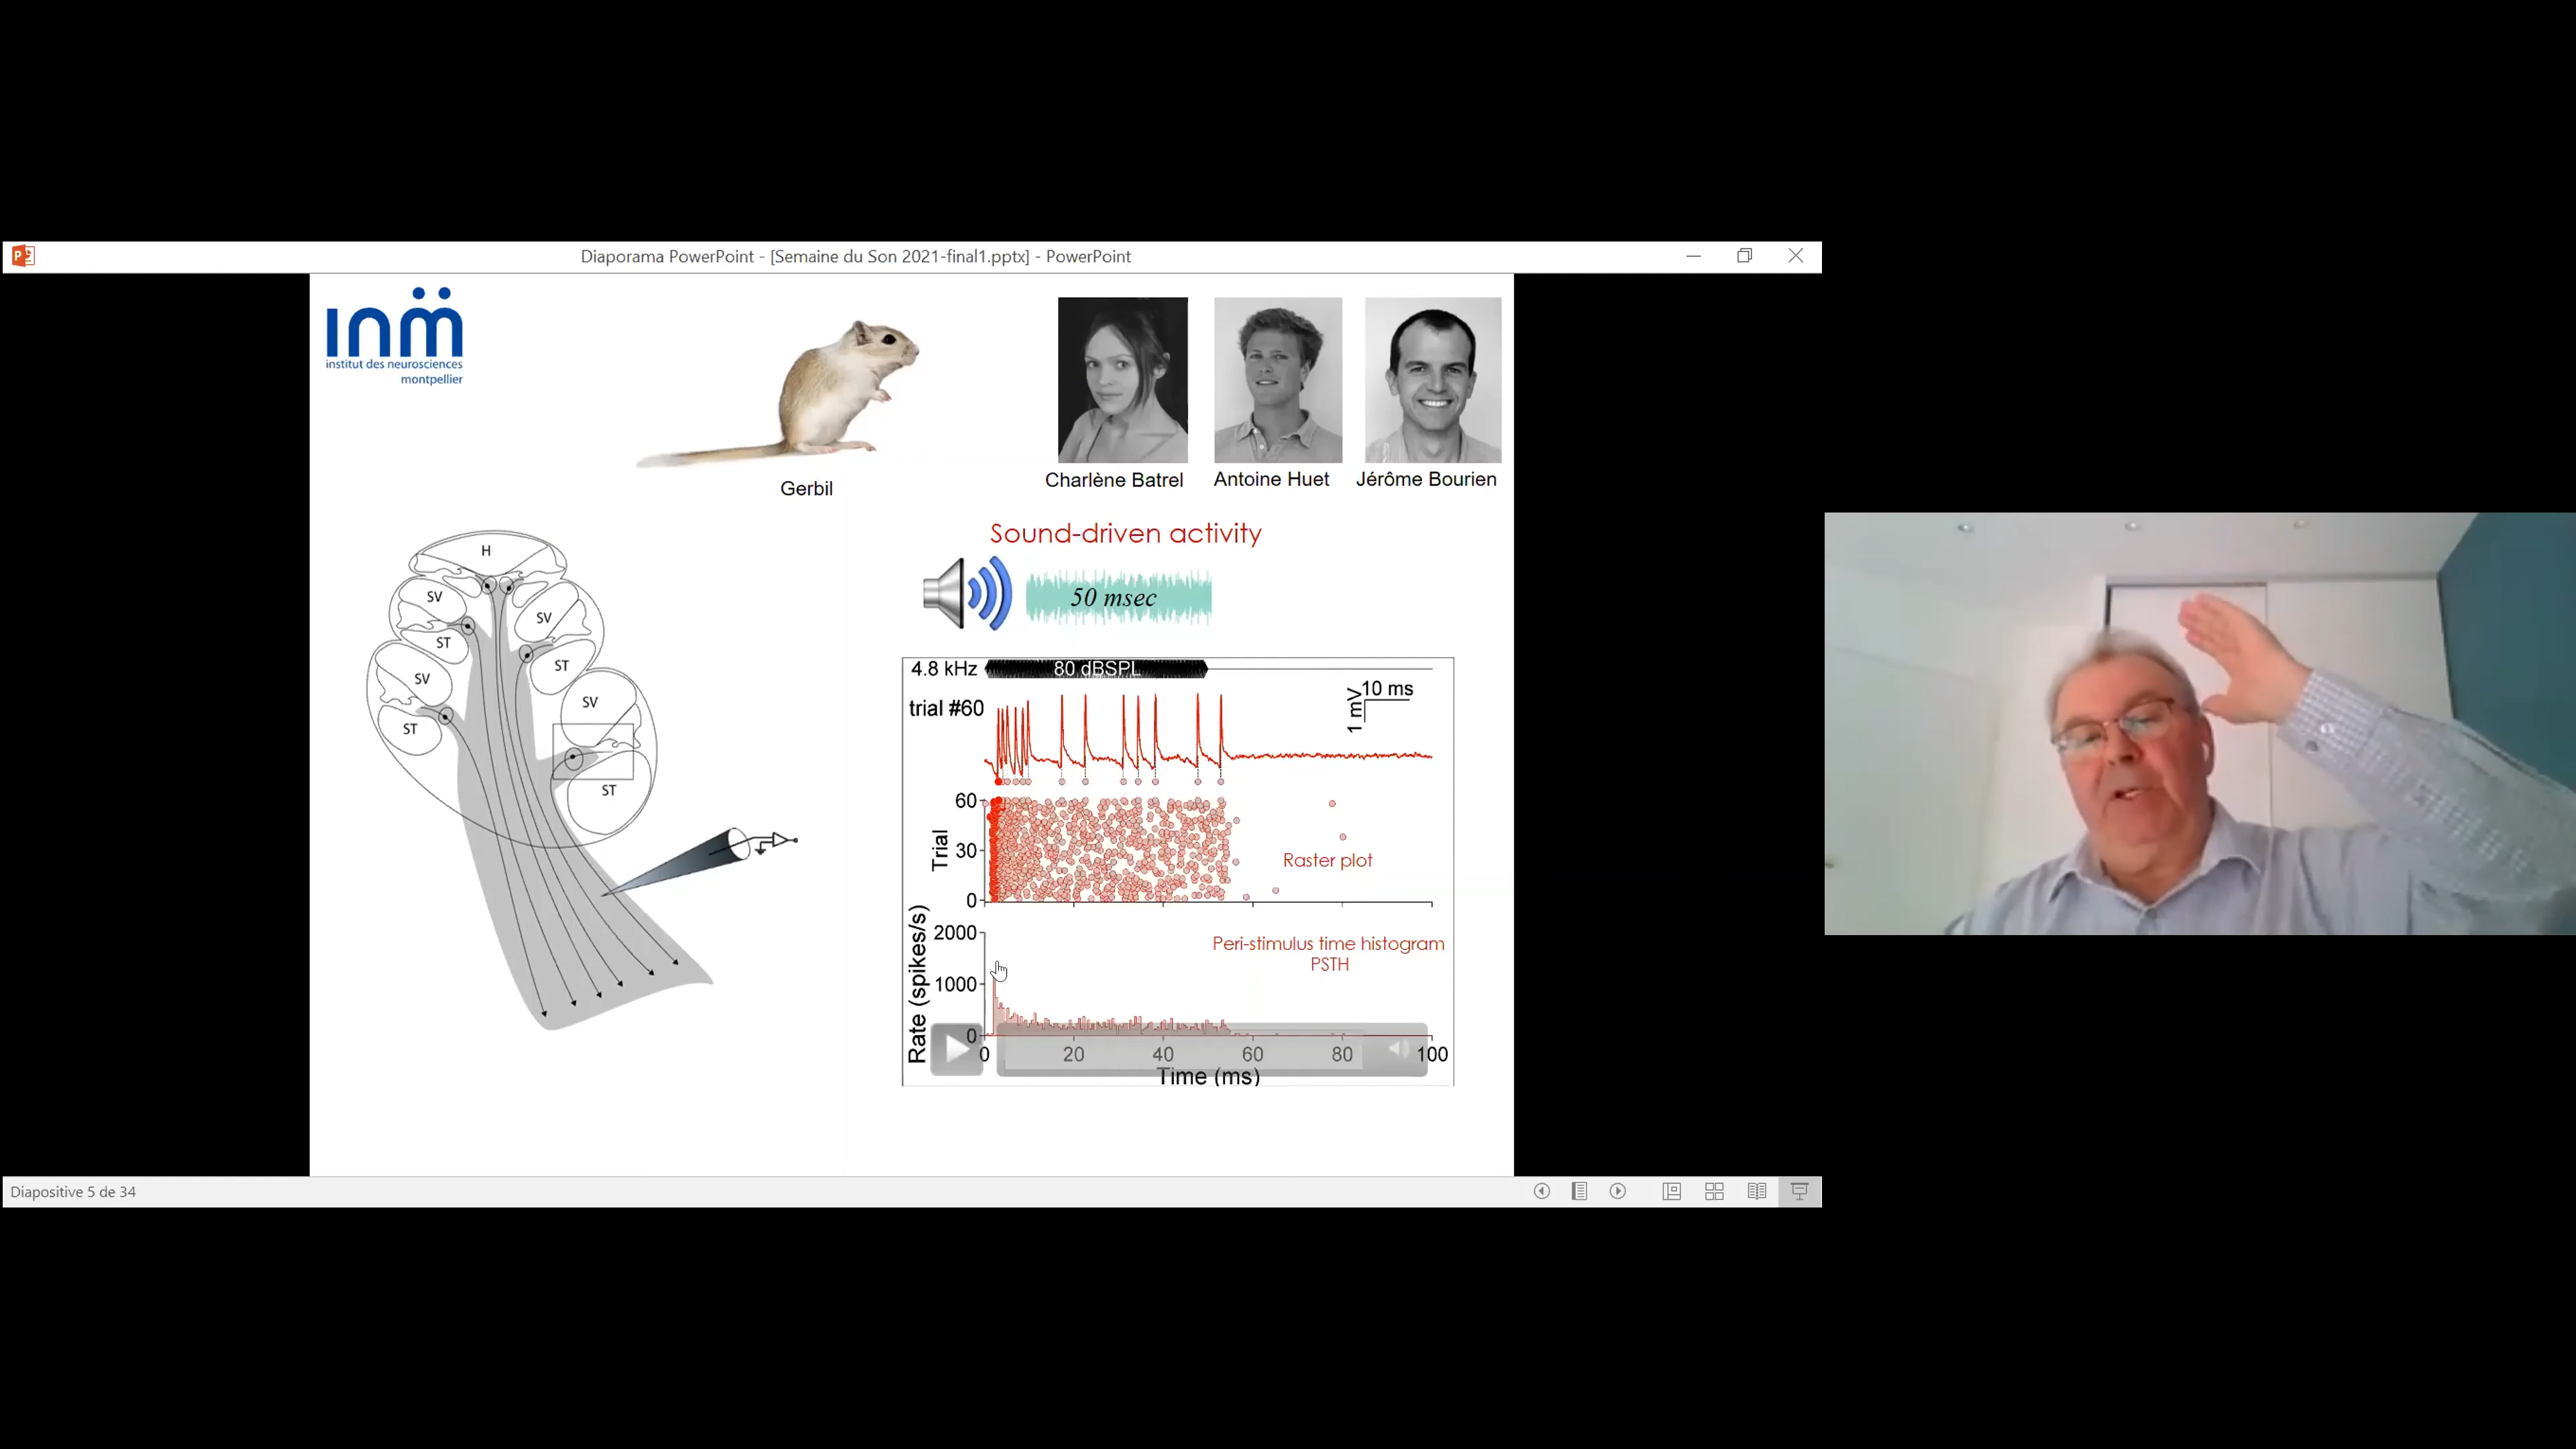 Diaporama PowerPoint - [Semaine du Son 2021-final1.pptx] - PowerPoint
inm
institut des neurosciences
montpellier
Gerbil
Charlène Batrel
Antoine Huet
Jérôme Bourien
H
SV
SV
ST
ST
SV
SV
ST
ST
Sound-driven activity
50 msec
4.8 kHz
80 dBSPL
trial #60
10 ms
1 mV
60
30
0
Trial
Raster plot
2000
1000
0
Rate (spikes/s)
Peri-stimulus time histogram
PSTH
0 20 40 60 80 100
Time (ms)
Diapositive 5 de 34